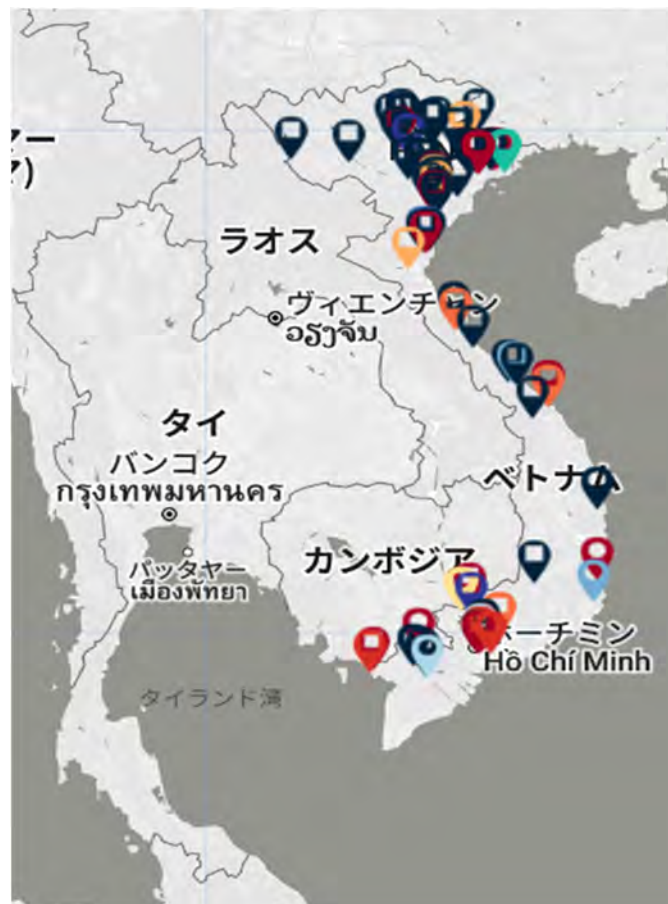 ー
)
ラオス
ヴィエンチャン
ວຽງຈັນ
タイ
バンコク
กรุงเทพมหานคร
ベトナム
カンボジア
パッタヤー
เมืองพัทยา
ホーチミン
Hồ Chí Minh
タイランド湾